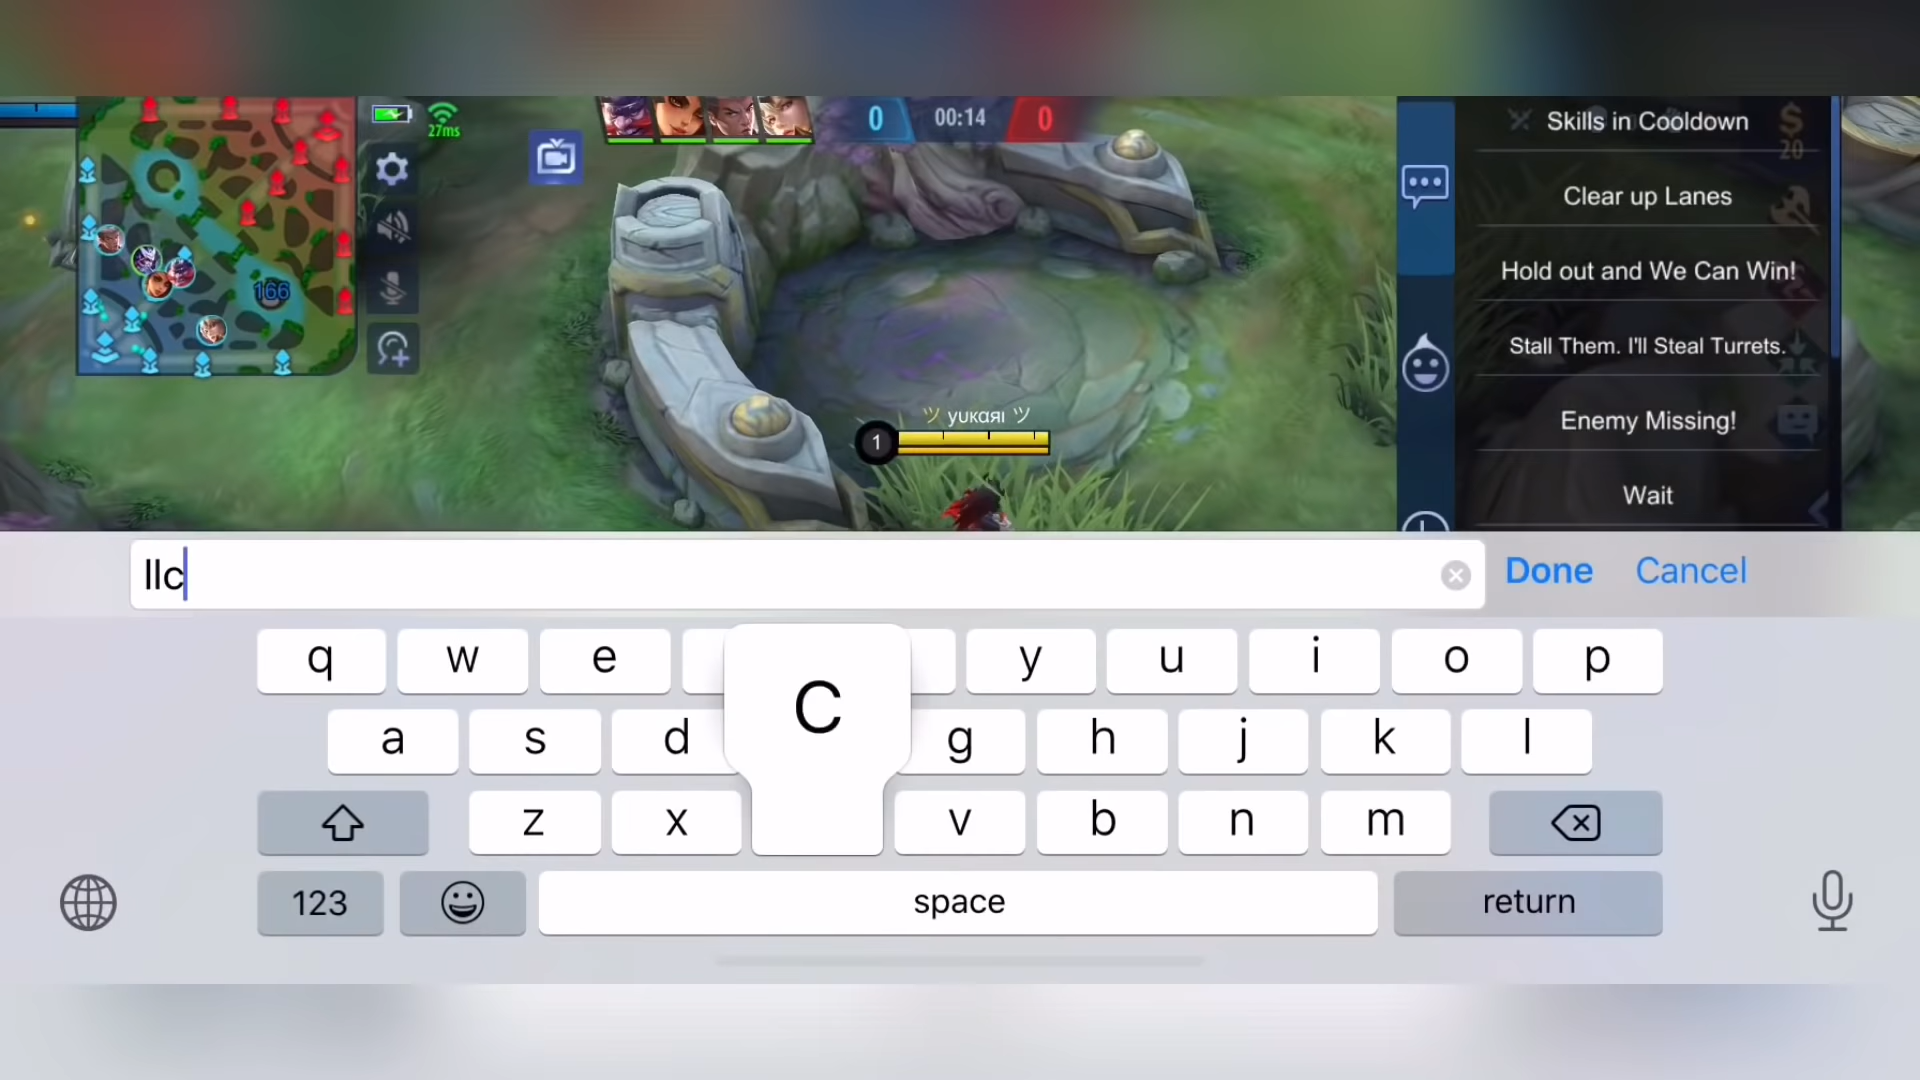 27ms
0
00:14
0
20
166
ツ yuкαяι ツ
1
Skills in Cooldown
Clear up Lanes
Hold out and We Can Win!
Stall Them. I'll Steal Turrets.
Enemy Missing!
Wait
llc
Done
Cancel
q w e y u i o p
C
a s d g h j k l
z x v b n m
123
space
return